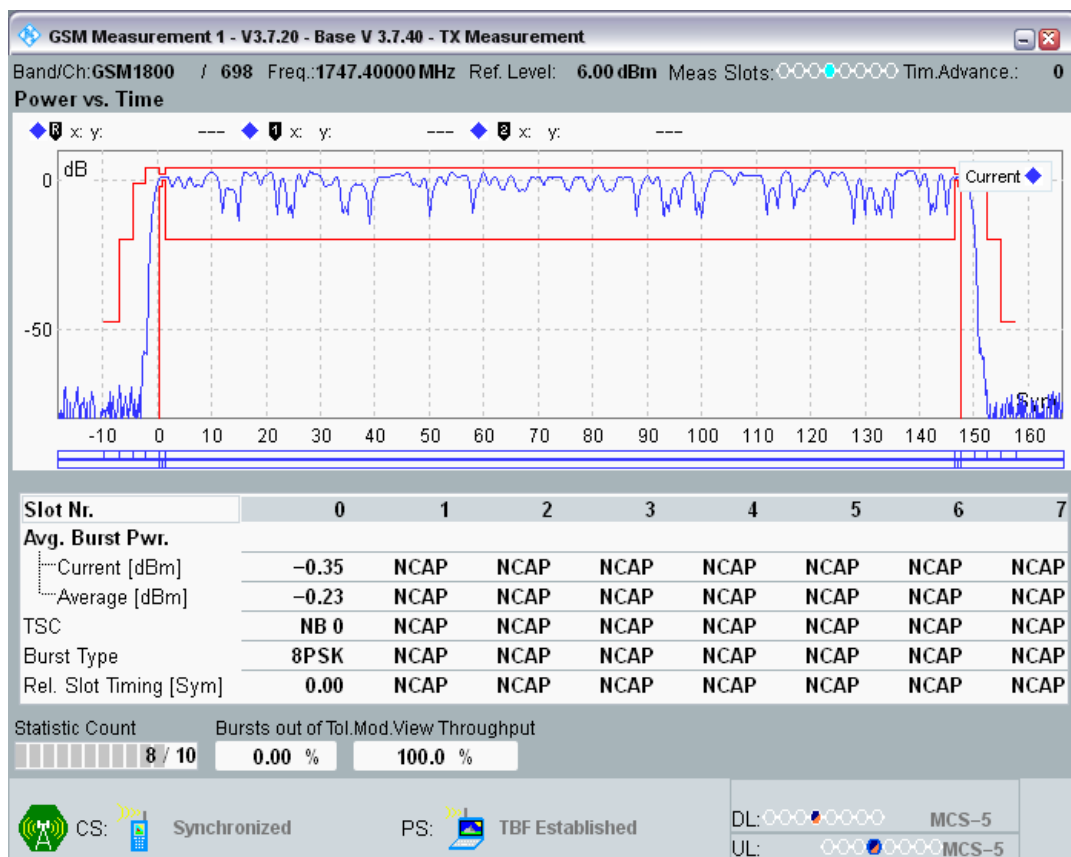 GSM Measurement 1 - V3.7.20 - Base V 3.7.40 - TX Measurement
Band/Ch:GSM1800 / 698 Freq.:1747.40000 MHz Ref. Level: 6.00 dBm Meas Slots: Tim.Advance.: 0
Power vs. Time
R x: y: --- 1 x: y: --- 2 x: y: ---
dB
0
Current
-50
Sym
-10 0 10 20 30 40 50 60 70 80 90 100 110 120 130 140 150 160
Slot Nr. 0 1 2 3 4 5 6 7
Avg. Burst Pwr.
Current [dBm] −0.35 NCAP NCAP NCAP NCAP NCAP NCAP NCAP
Average [dBm] −0.23 NCAP NCAP NCAP NCAP NCAP NCAP NCAP
TSC NB 0 NCAP NCAP NCAP NCAP NCAP NCAP NCAP
Burst Type 8PSK NCAP NCAP NCAP NCAP NCAP NCAP NCAP
Rel. Slot Timing [Sym] 0.00 NCAP NCAP NCAP NCAP NCAP NCAP NCAP
Statistic Count Bursts out of Tol.Mod.View Throughput
8 / 10 0.00 % 100.0 %
CS: Synchronized PS: TBF Established
DL: MCS−5
UL: MCS−5